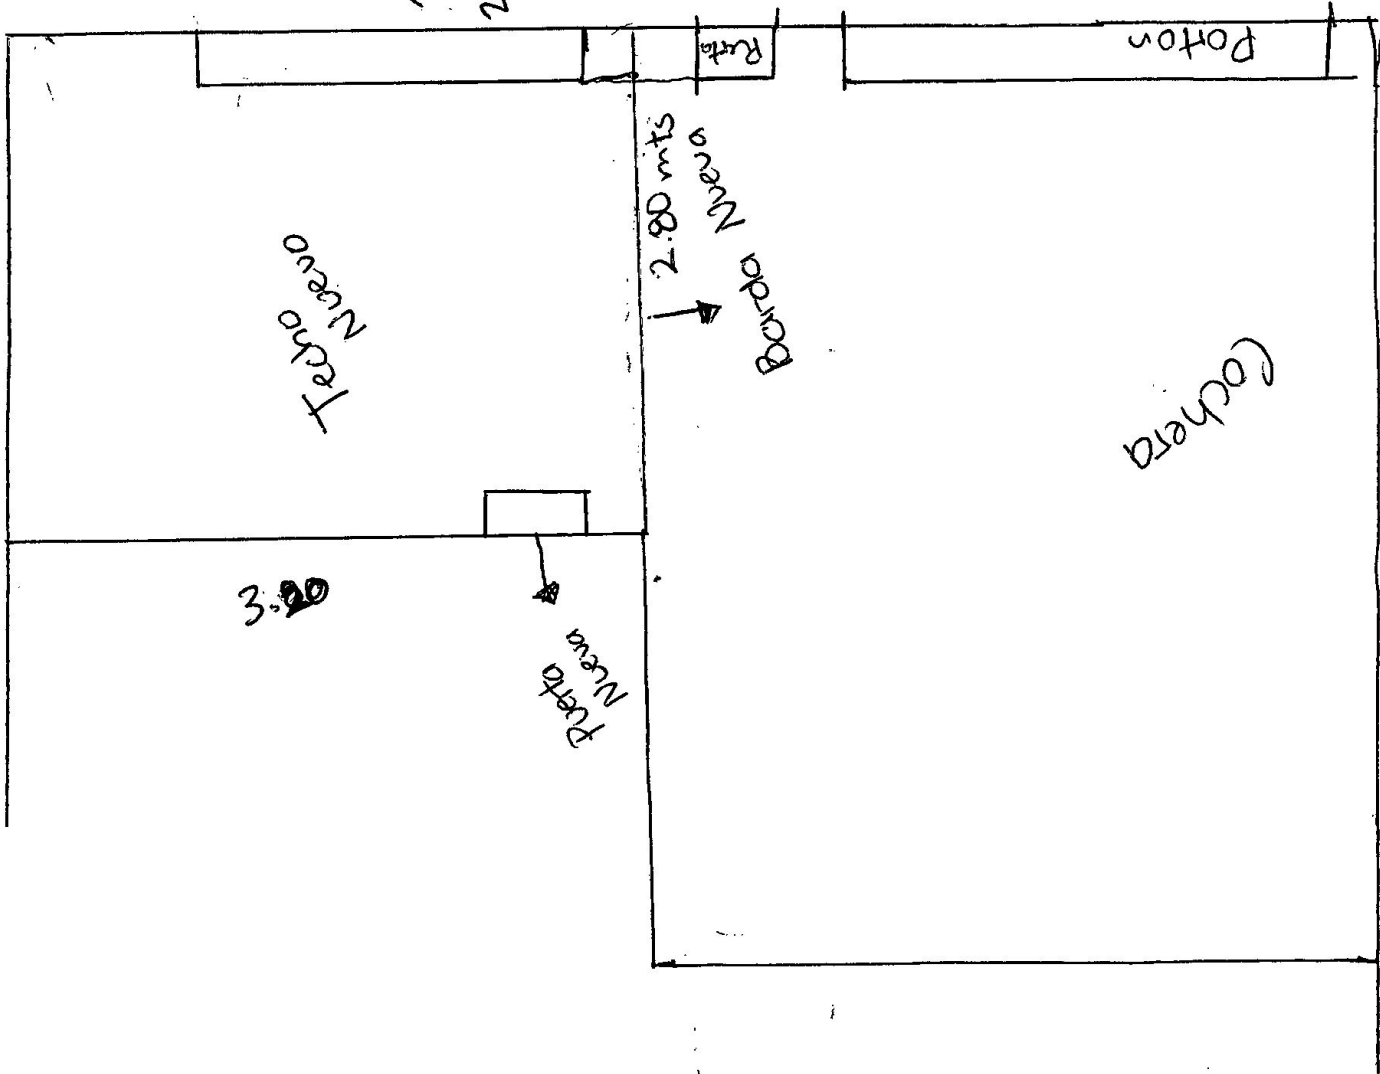 Puerta
Porton
2.80 mts
Barda Nueva
Techo
Nuevo
Cochera
3.20
Puerta
Nueva